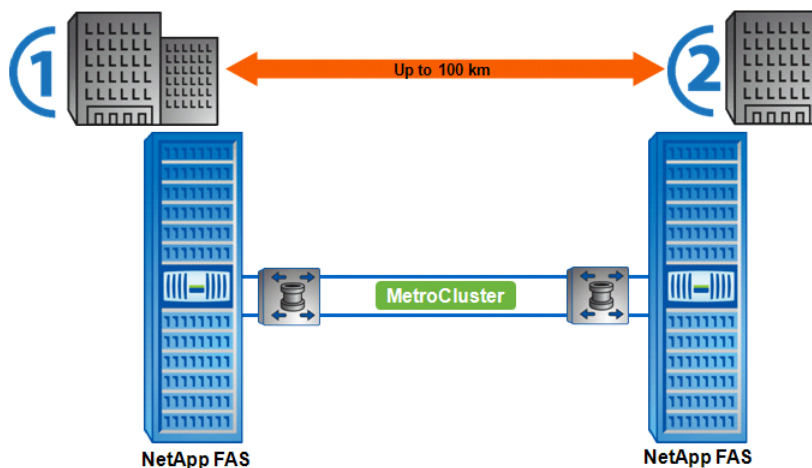 1
Up to 100 km
2
MetroCluster
NetApp FAS
NetApp FAS